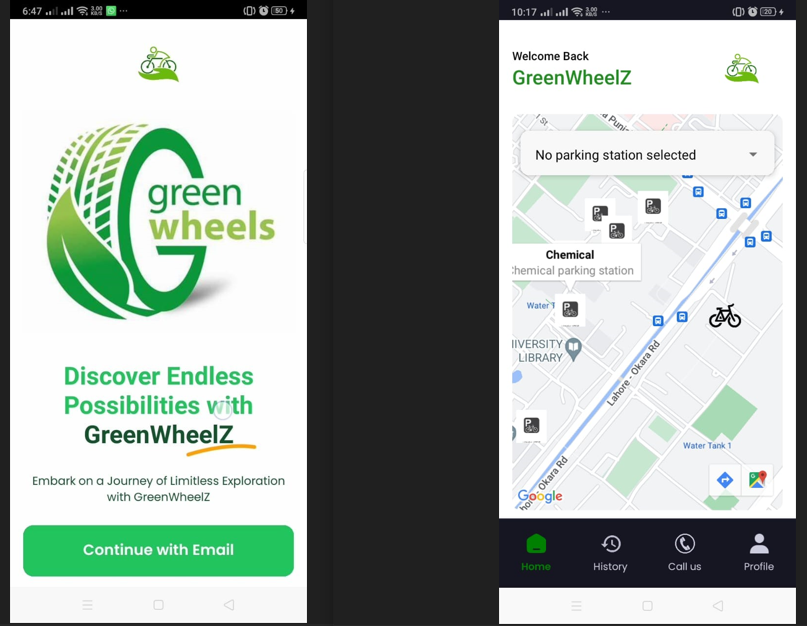 6:47
3.00
KB/S
50
green
wheels
Discover Endless
Possibilities with
GreenWheelZ
Embark on a Journey of Limitless Exploration
with GreenWheelZ
Continue with Email
10:17
3.00
KB/S
20
Welcome Back
GreenWheelZ
No parking station selected
Chemical
Chemical parking station
Water T
IVERSITY
LIBRARY
Lahore - Okara Rd
Water Tank 1
hore - Okara Rd
Google
Home
History
Call us
Profile